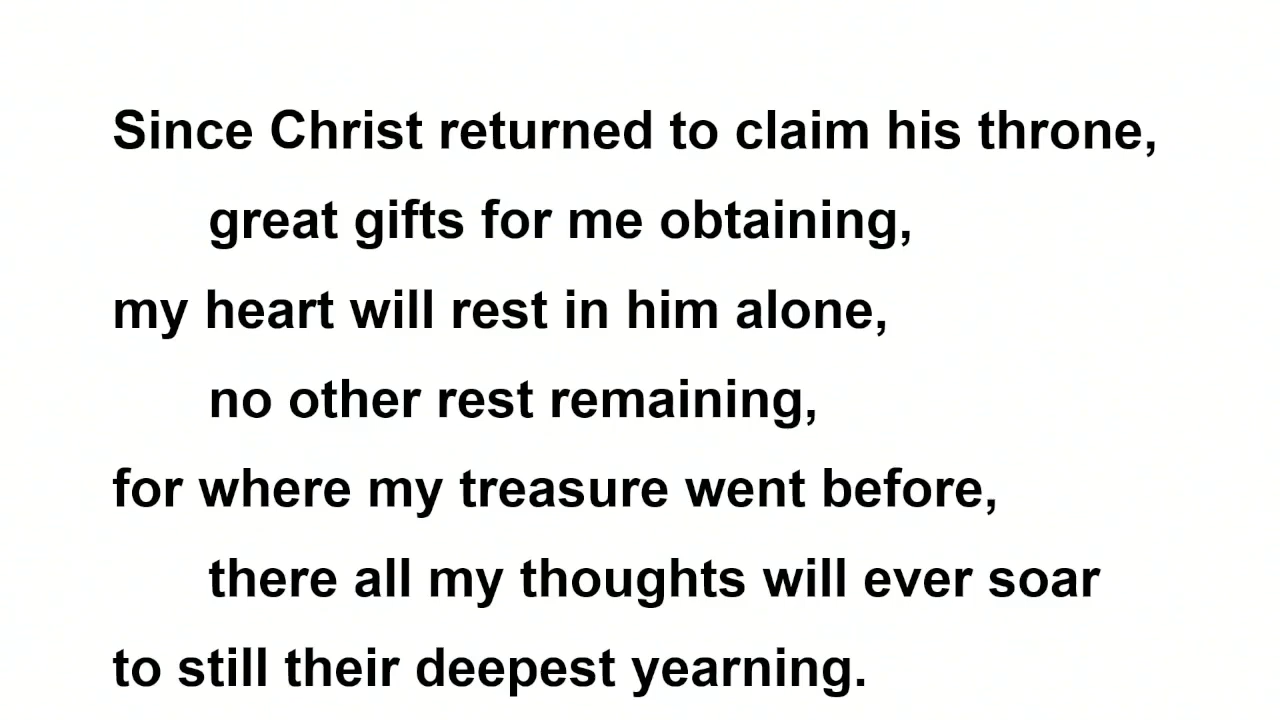 Since Christ returned to claim his throne,
great gifts for me obtaining,
my heart will rest in him alone,
no other rest remaining,
for where my treasure went before,
there all my thoughts will ever soar
to still their deepest yearning.